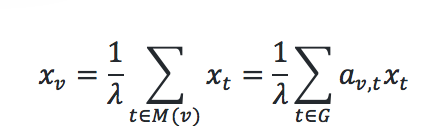 x_v = \frac{1}{\lambda} \sum_{t \in M(v)} x_t = \frac{1}{\lambda} \sum_{t \in G} a_{v,t} x_t